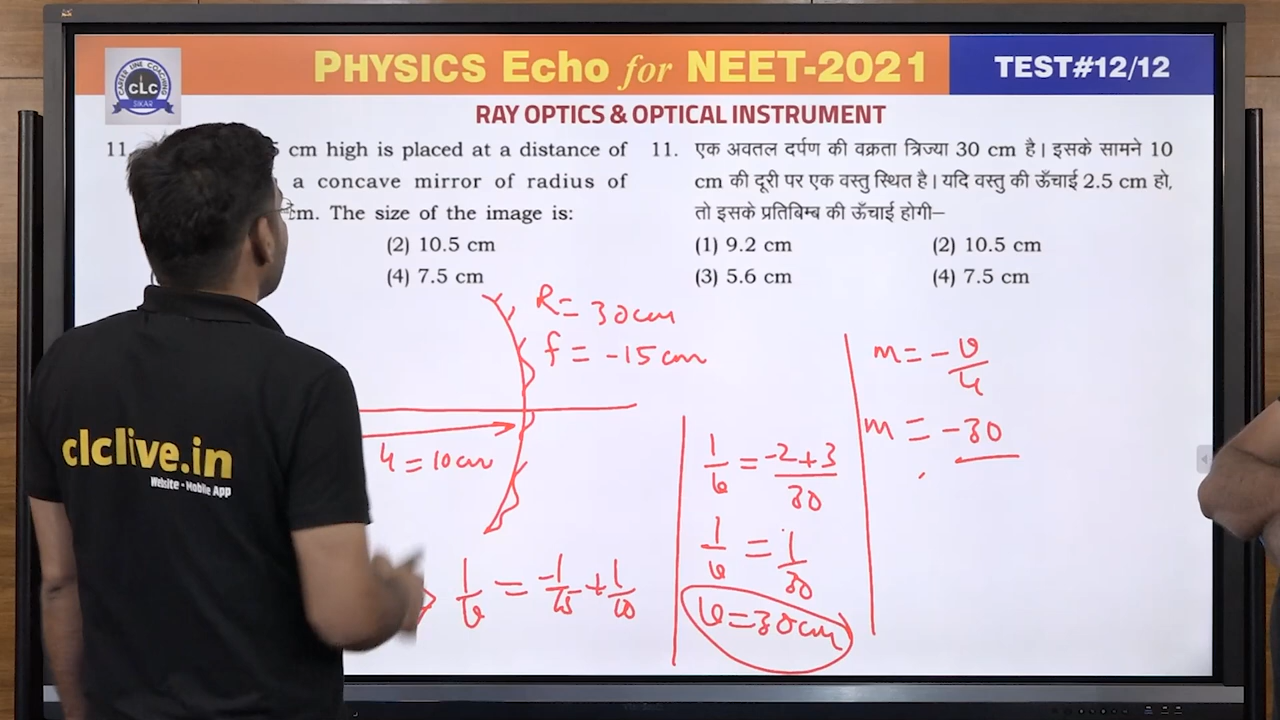 PHYSICS Echo for NEET-2021
TEST#12/12
CLC
SIKAR
RAY OPTICS & OPTICAL INSTRUMENT
11.
cm high is placed at a distance of
a concave mirror of radius of
cm. The size of the image is:
(2) 10.5 cm
(4) 7.5 cm
11. एक अवतल दर्पण की वक्रता त्रिज्या 30 cm है। इसके सामने 10
cm की दूरी पर एक वस्तु स्थित है। यदि वस्तु की ऊँचाई 2.5 cm हो,
तो इसके प्रतिबिम्ब की ऊँचाई होगी–
(1) 9.2 cm (2) 10.5 cm
(3) 5.6 cm (4) 7.5 cm
R = 30 cm
f = -15 cm
u = 10 cm
1/v = -1/15 + 1/10
1/v = -2+3/30
1/v = 1/30
v = 30 cm
m = -v/u
m = -30
clclive.in
Website - Mobile App